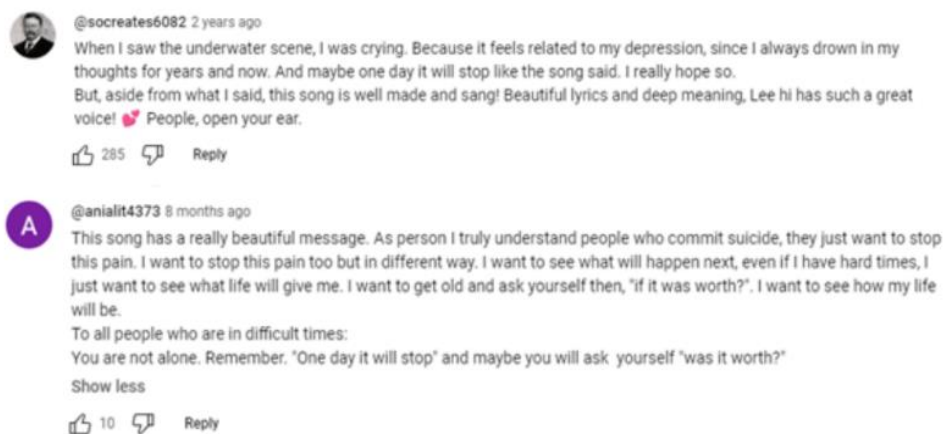 @socreates6082 2 years ago
When I saw the underwater scene, I was crying. Because it feels related to my depression, since I always drown in my
thoughts for years and now. And maybe one day it will stop like the song said. I really hope so.
But, aside from what I said, this song is well made and sang! Beautiful lyrics and deep meaning, Lee hi has such a great
voice! 💕 People, open your ear.
285 Reply
A
@anialit4373 8 months ago
This song has a really beautiful message. As person I truly understand people who commit suicide, they just want to stop
this pain. I want to stop this pain too but in different way. I want to see what will happen next, even if I have hard times, I
just want to see what life will give me. I want to get old and ask yourself then, "if it was worth?". I want to see how my life
will be.
To all people who are in difficult times:
You are not alone. Remember. "One day it will stop" and maybe you will ask yourself "was it worth?"
Show less
10 Reply